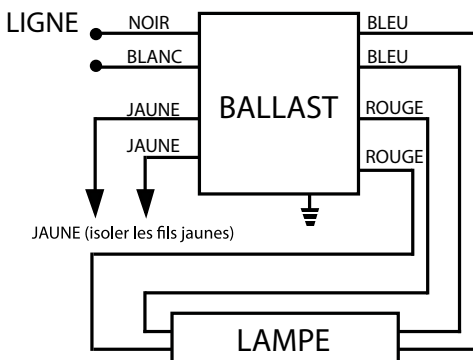 LIGNE
NOIR
BLANC
JAUNE
JAUNE
BALLAST
BLEU
BLEU
ROUGE
ROUGE
JAUNE (isoler les fils jaunes)
LAMPE